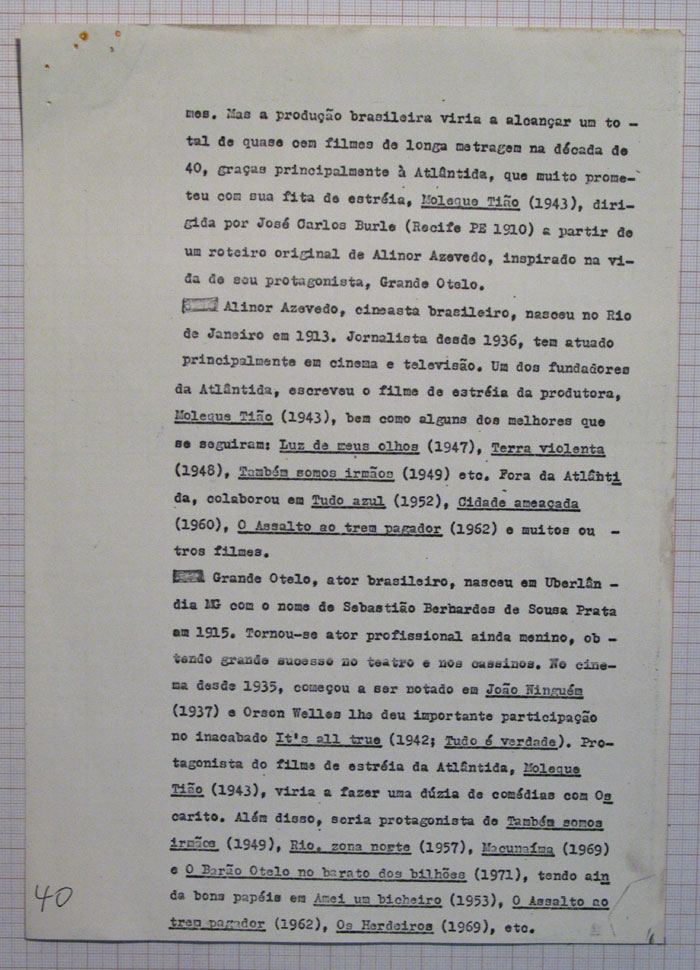 mes. Mas a produção brasileira viria a alcançar um to -
tal de quase cem filmes de longa metragem na década de
40, graças principalmente à Atlântida, que muito prome-
teu com sua fita de estréia, Moleque Tião (1943), diri-
gida por José Carlos Burle (Recife PE 1910) a partir de
um roteiro original de Alinor Azevedo, inspirado na vi-
da de seu protagonista, Grande Otelo.
Alinor Azevedo, cineasta brasileiro, nasceu no Rio
de Janeiro em 1913. Jornalista desde 1936, tem atuado
principalmente em cinema e televisão. Um dos fundadores
da Atlântida, escreveu o filme de estréia da produtora,
Moleque Tião (1943), bem como alguns dos melhores que
se seguiram: Luz de meus olhos (1947), Terra violenta
(1948), Também somos irmãos (1949) etc. Fora da Atlânti
da, colaborou em Tudo azul (1952), Cidade ameaçada
(1960), O Assalto ao trem pagador (1962) e muitos ou -
tros filmes.
Grande Otelo, ator brasileiro, nasceu em Uberlân -
dia MG com o nome de Sebastião Berhardes de Sousa Prata
em 1915. Tornou-se ator profissional ainda menino, ob -
tendo grande sucesso no teatro e nos cassinos. No cine-
ma desde 1935, começou a ser notado em João Ninguém
(1937) e Orson Welles lhe deu importante participação
no inacabado It's all true (1942; Tudo é verdade). Pro-
tagonista do filme de estréia da Atlântida, Moleque
Tião (1943), viria a fazer uma dúzia de comédias com Os
carito. Além disso, seria protagonista de Também somos
irmãos (1949), Rio, zona norte (1957), Macunaíma (1969)
e O Barão Otelo no barato dos bilhões (1971), tendo ain
da bons papéis em Amei um bicheiro (1953), O Assalto ao
trem pagador (1962), Os Herdeiros (1969), etc.
40